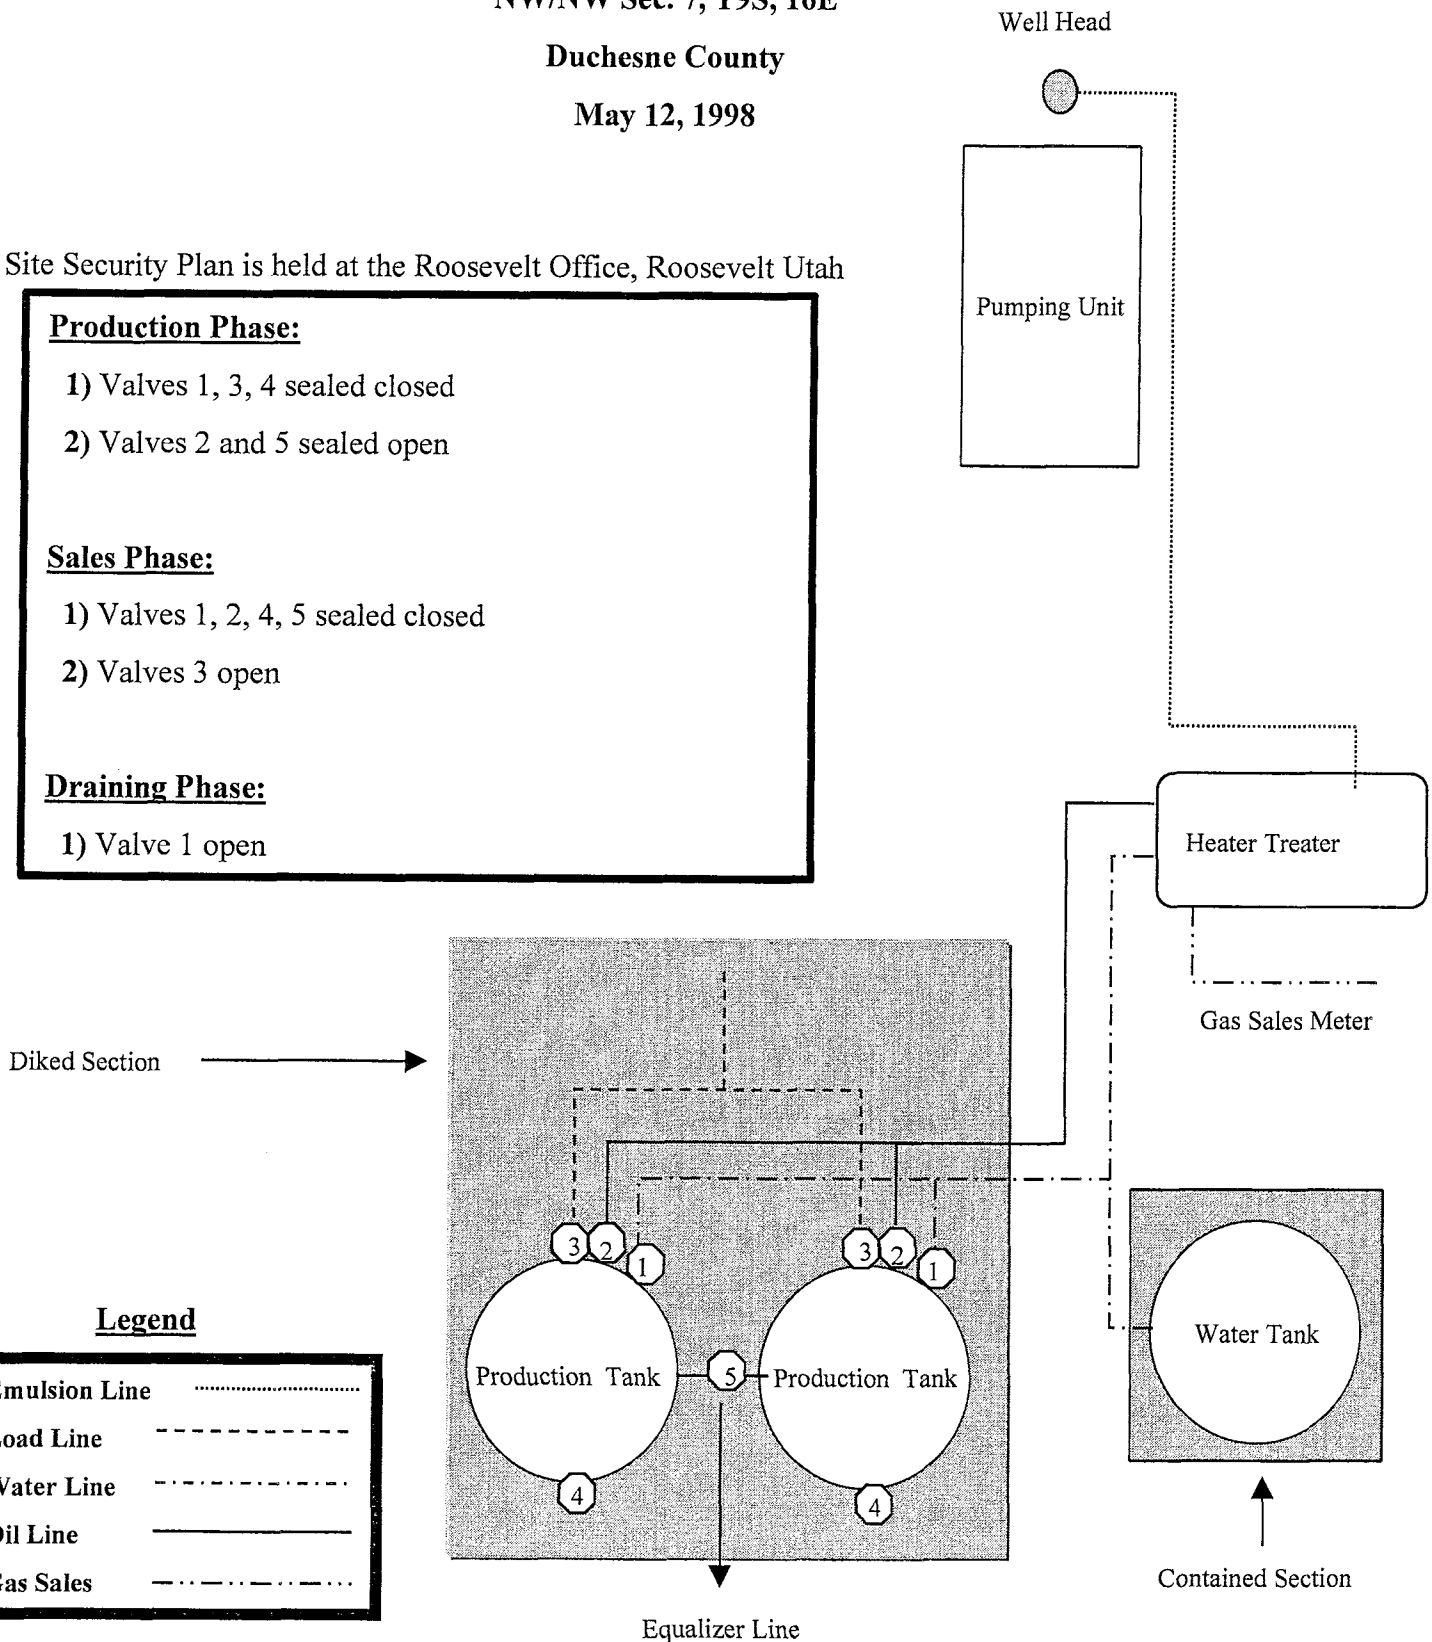 Duchesne County
May 12, 1998
Well Head
Pumping Unit
Site Security Plan is held at the Roosevelt Office, Roosevelt Utah
Production Phase:
1) Valves 1, 3, 4 sealed closed
2) Valves 2 and 5 sealed open
Sales Phase:
1) Valves 1, 2, 4, 5 sealed closed
2) Valves 3 open
Draining Phase:
1) Valve 1 open
Heater Treater
Gas Sales Meter
Diked Section
3 2 1
3 2 1
Production Tank
5
Production Tank
4
4
Water Tank
Contained Section
Equalizer Line
Legend
Emulsion Line
Load Line
Water Line
Oil Line
Gas Sales